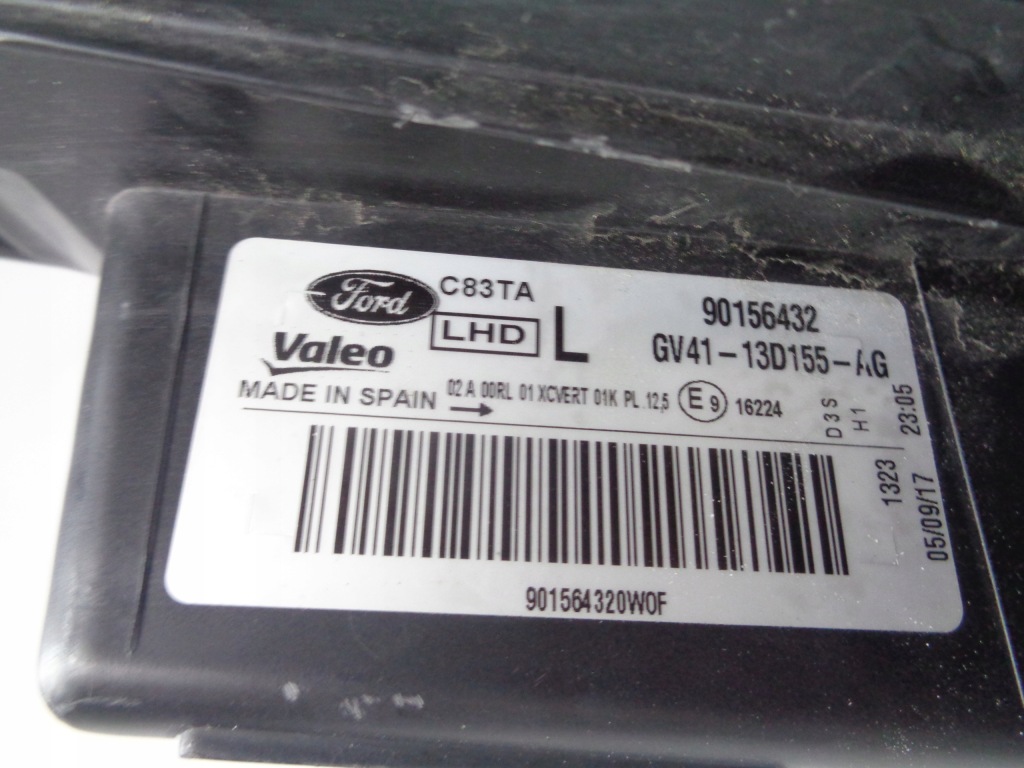 Ford C83TA
LHD L
Valeo
90156432
GV41-13D155-AG
MADE IN SPAIN 02 A 00RL 01 XCVERT 01K PL 12,5 E 9 16224
D3S
H1
23:05
1323
05/09/17
901564320W0F